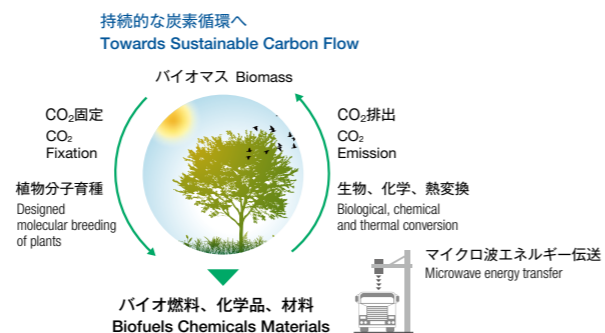 持続的な炭素循環へ
Towards Sustainable Carbon Flow
バイオマス Biomass
CO₂固定
CO₂
Fixation
植物分子育種
Designed
molecular breeding
of plants
CO₂排出
CO₂
Emission
生物、化学、熱変換
Biological, chemical
and thermal conversion
マイクロ波エネルギー伝送
Microwave energy transfer
バイオ燃料、化学品、材料
Biofuels Chemicals Materials